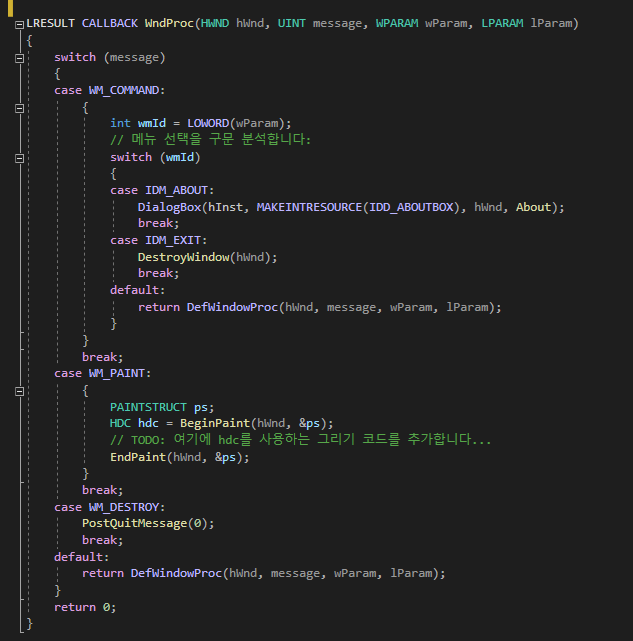 LRESULT CALLBACK WndProc(HWND hWnd, UINT message, WPARAM wParam, LPARAM lParam)
{
    switch (message)
    {
    case WM_COMMAND:
        {
            int wmId = LOWORD(wParam);
            // 메뉴 선택을 구문 분석합니다:
            switch (wmId)
            {
            case IDM_ABOUT:
                DialogBox(hInst, MAKEINTRESOURCE(IDD_ABOUTBOX), hWnd, About);
                break;
            case IDM_EXIT:
                DestroyWindow(hWnd);
                break;
            default:
                return DefWindowProc(hWnd, message, wParam, lParam);
            }
        }
        break;
    case WM_PAINT:
        {
            PAINTSTRUCT ps;
            HDC hdc = BeginPaint(hWnd, &ps);
            // TODO: 여기에 hdc를 사용하는 그리기 코드를 추가합니다...
            EndPaint(hWnd, &ps);
        }
        break;
    case WM_DESTROY:
        PostQuitMessage(0);
        break;
    default:
        return DefWindowProc(hWnd, message, wParam, lParam);
    }
    return 0;
}